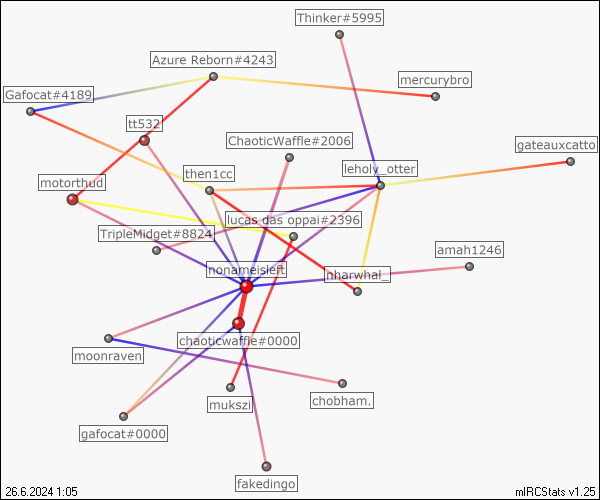 Thinker#5995
Azure Reborn#4243
mercurybro
Gafocat#4189
tt532
ChaoticWaffle#2006
gateauxcatto
leholy_otter
then1cc
motorthud
lucas das oppai#2396
TripleMidget#8824
amah1246
nonameisleft
nharwhal_
chaoticwaffle#0000
moonraven
chobham.
mukszi
gafocat#0000
fakedingo
26.6.2024 1:05
mIRCStats v1.25